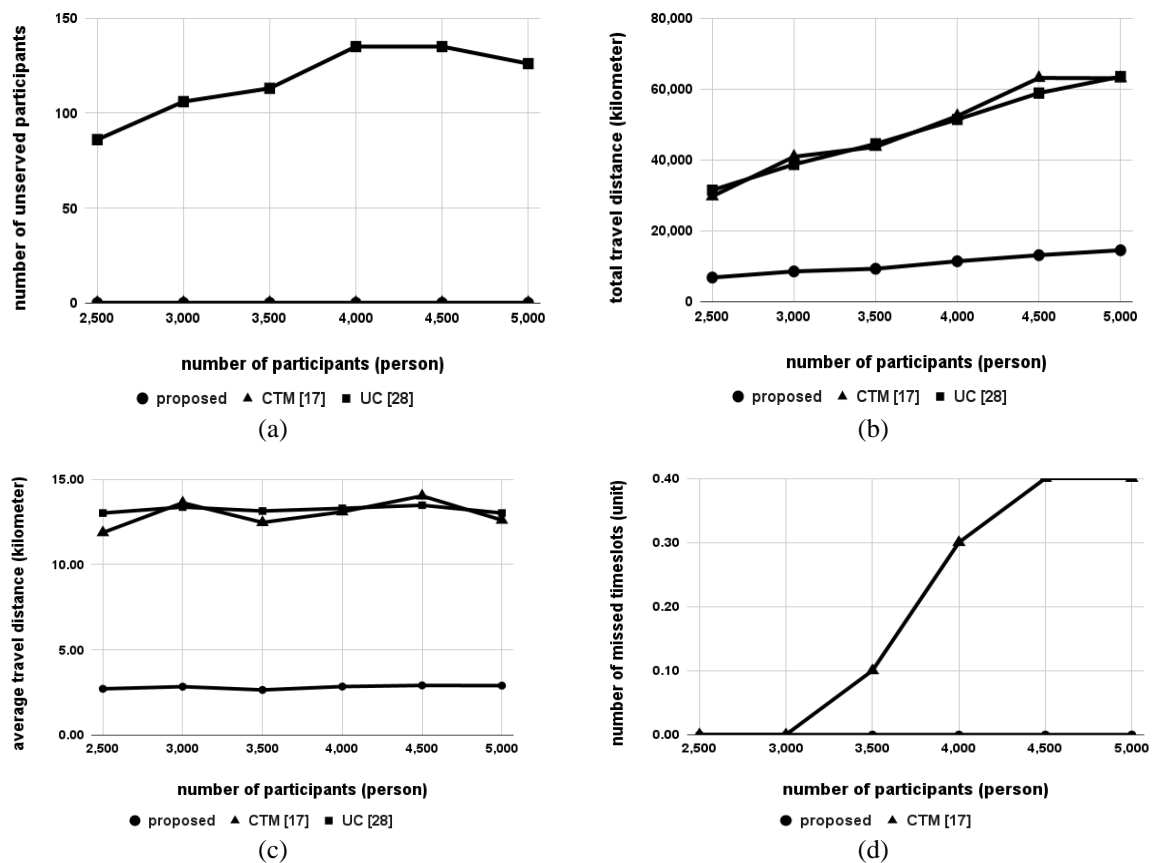 number of unserved participants
150
100
50
0
2,500 3,000 3,500 4,000 4,500 5,000
number of participants (person)
proposed CTM [17] UC [28]
(a)
total travel distance (kilometer)
80,000
60,000
40,000
20,000
0
2,500 3,000 3,500 4,000 4,500 5,000
number of participants (person)
proposed CTM [17] UC [28]
(b)
average travel distance (kilometer)
15.00
10.00
5.00
0.00
2,500 3,000 3,500 4,000 4,500 5,000
number of participants (person)
proposed CTM [17] UC [28]
(c)
number of missed timeslots (unit)
0.40
0.30
0.20
0.10
0.00
2,500 3,000 3,500 4,000 4,500 5,000
number of participants (person)
proposed CTM [17]
(d)